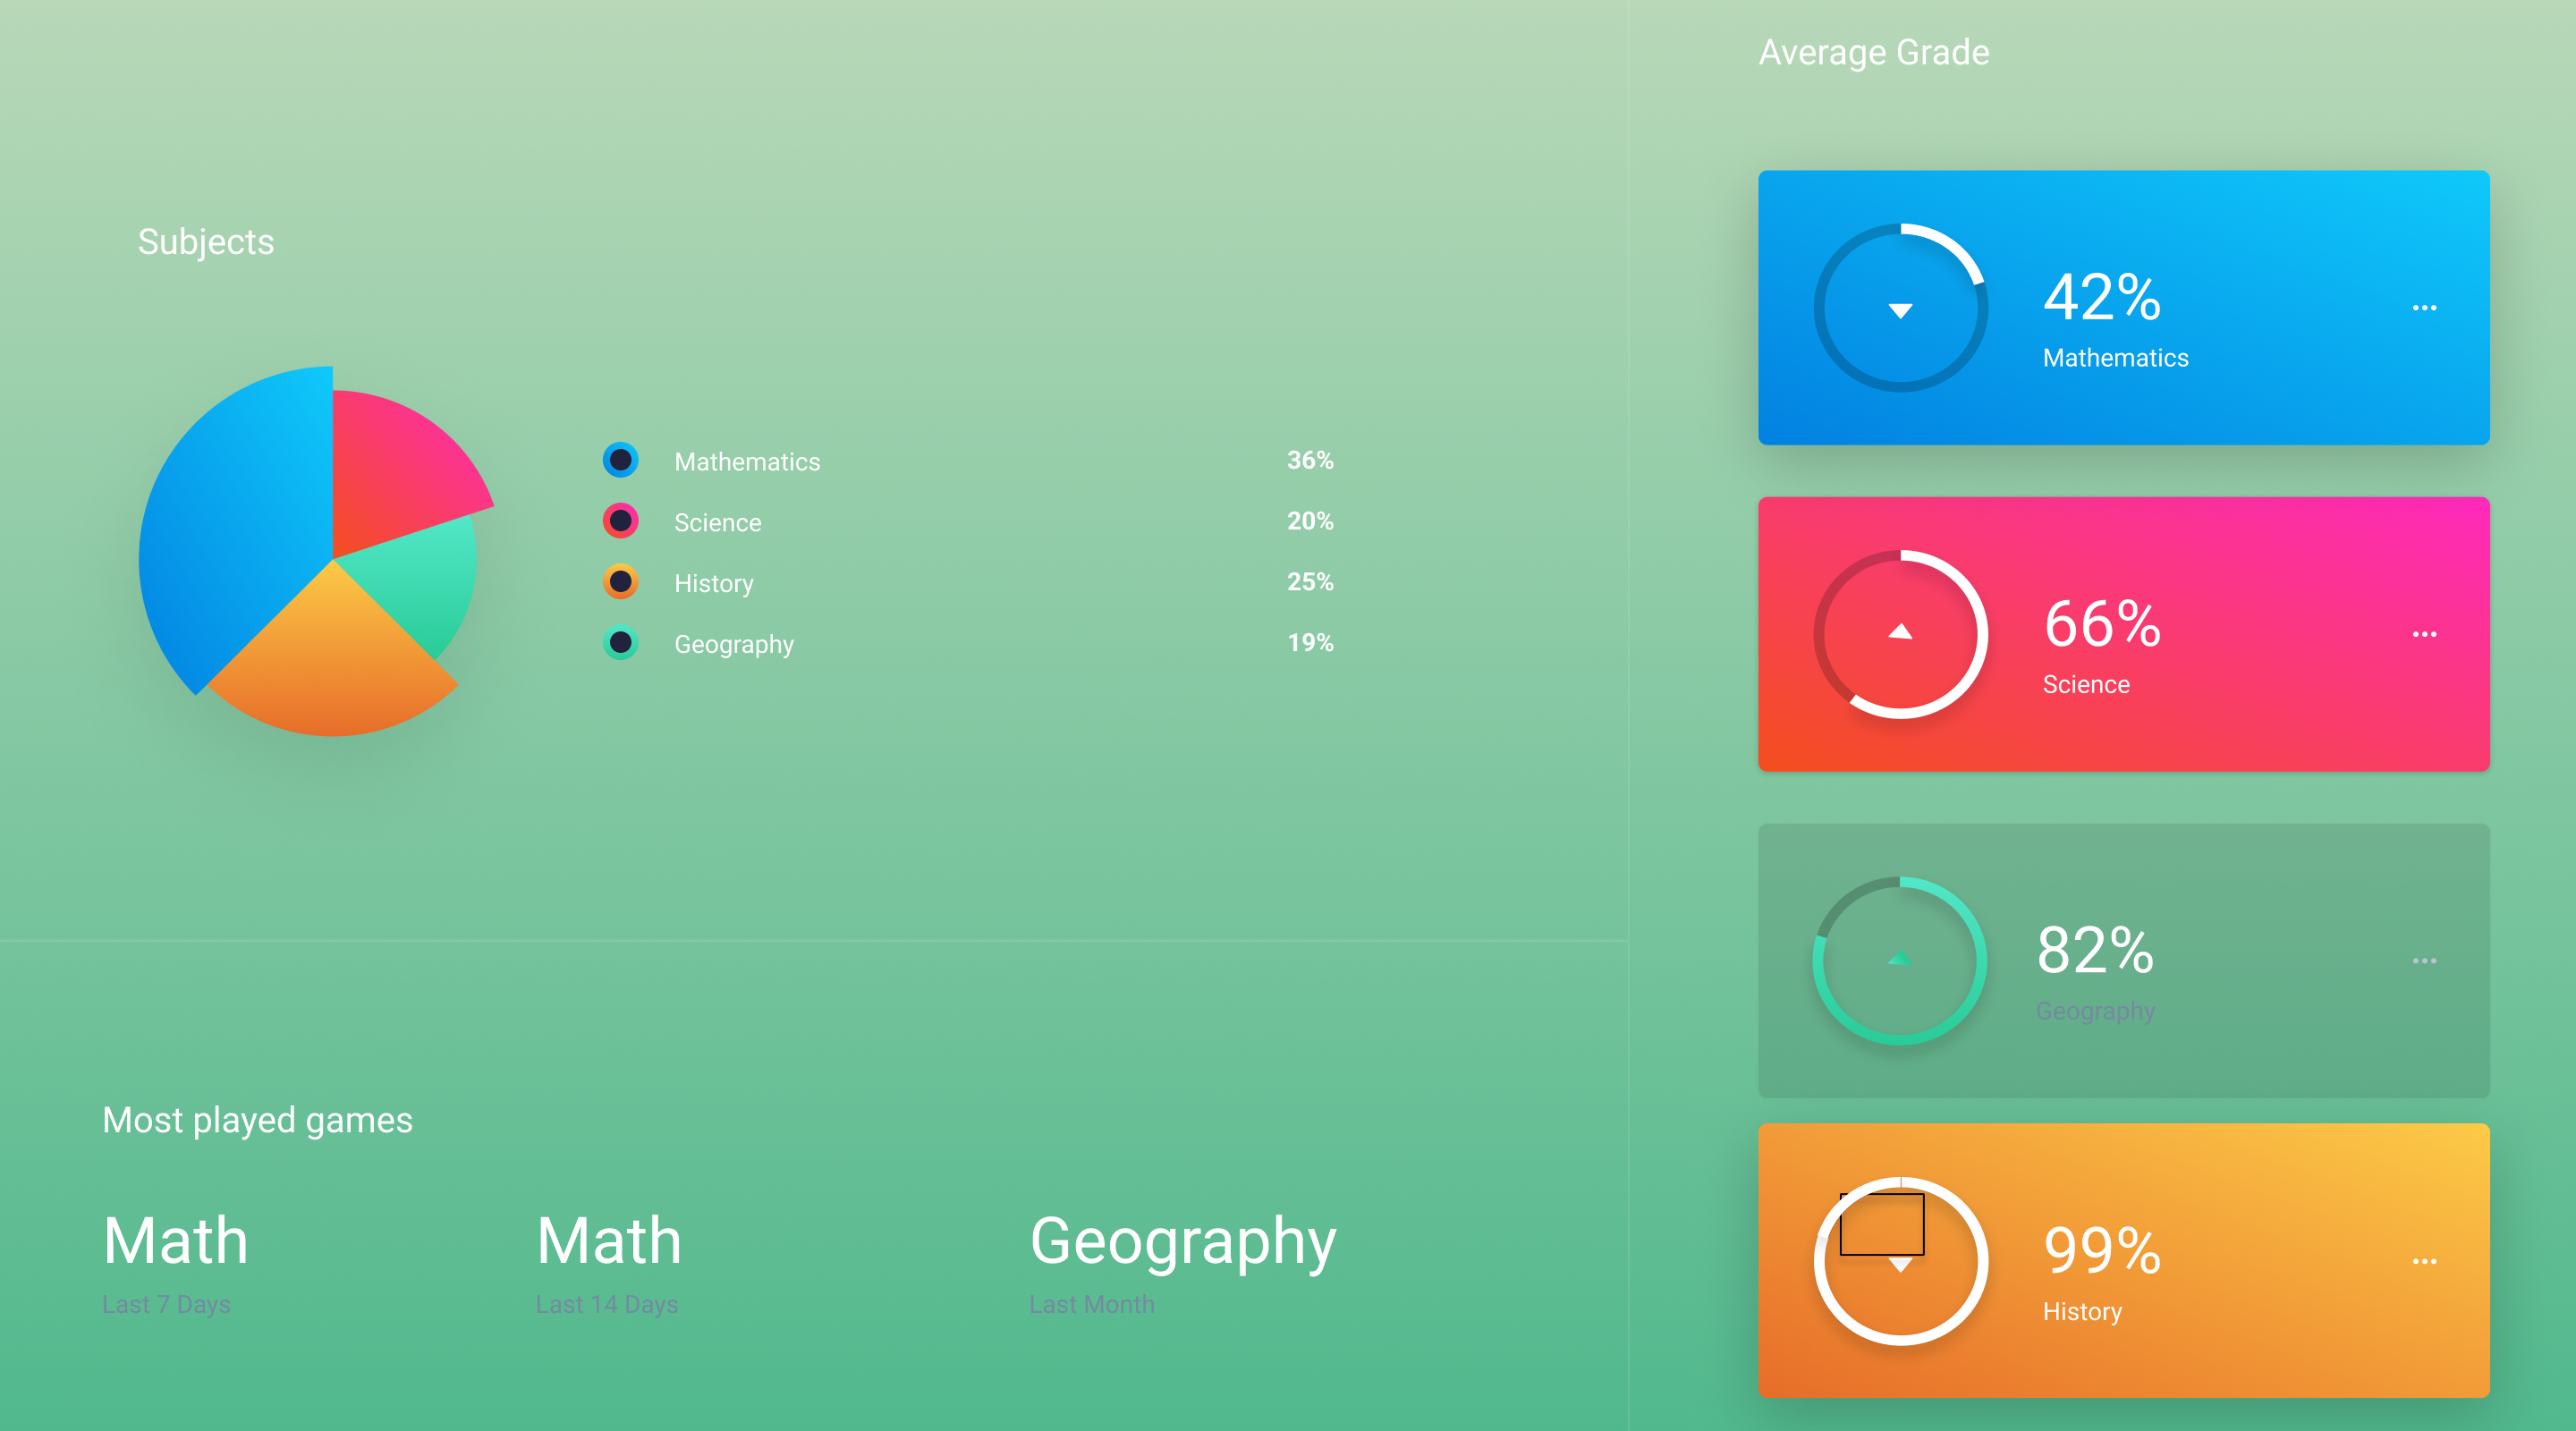 Subjects
Mathematics 36%
Science 20%
History 25%
Geography 19%
Most played games
Math
Last 7 Days
Math
Last 14 Days
Geography
Last Month
Average Grade
42%
Mathematics
66%
Science
82%
Geography
99%
History